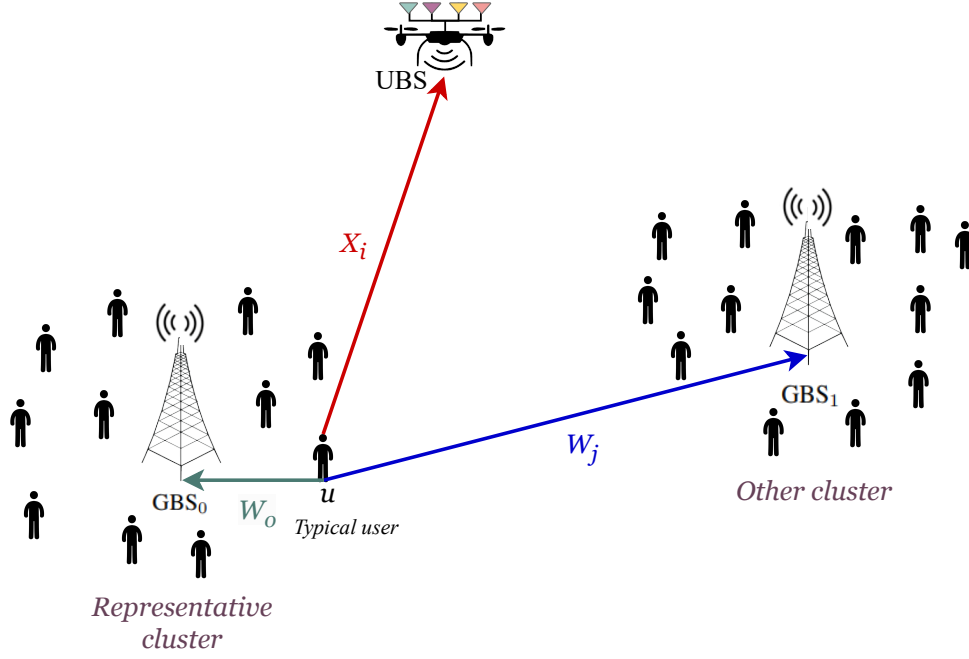 UBS
X_i
GBS_1
W_j
GBS_0
W_o
u
Typical user
Other cluster
Representative
cluster